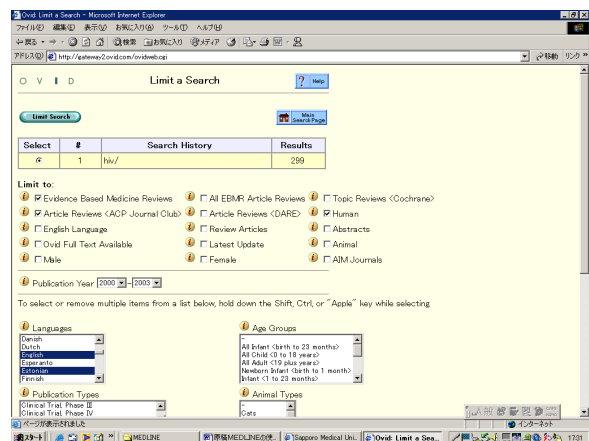 Ovid: Limit a Search - Microsoft Internet Explorer
ファイル(F) 編集(E) 表示(V) お気に入り(A) ツール(T) ヘルプ(H)
戻る 検索 お気に入り メディア
アドレス(D) http://gateway2.ovid.com/ovidweb.cgi 移動 リンク »
O V I D Limit a Search ? Help
Limit Search Main Search Page
Select # Search History Results
1 hiv/ 299
Limit to:
Evidence Based Medicine Reviews All EBMR Article Reviews Topic Reviews <Cochrane>
Article Reviews <ACP Journal Club> Article Reviews <DARE> Human
English Language Review Articles Abstracts
Ovid Full Text Available Latest Update Animal
Male Female AIM Journals
Publication Year 2000 - 2003
To select or remove multiple items from a list below, hold down the Shift, Ctrl, or "Apple" key while selecting
Languages Age Groups
Danish -
Dutch All Infant <birth to 23 months>
English All Child <0 to 18 years>
Esperanto All Adult <19 plus years>
Estonian Newborn Infant <birth to 1 month>
Finnish Infant <1 to 23 months>
Publication Types Animal Types
Clinical Trial, Phase III -
Clinical Trial, Phase IV Cats
ページが表示されました インターネット
スタート » MEDLINE 原稿MEDLINEの使... Sapporo Medical Uni... Ovid: Limit a Sea... 17:31